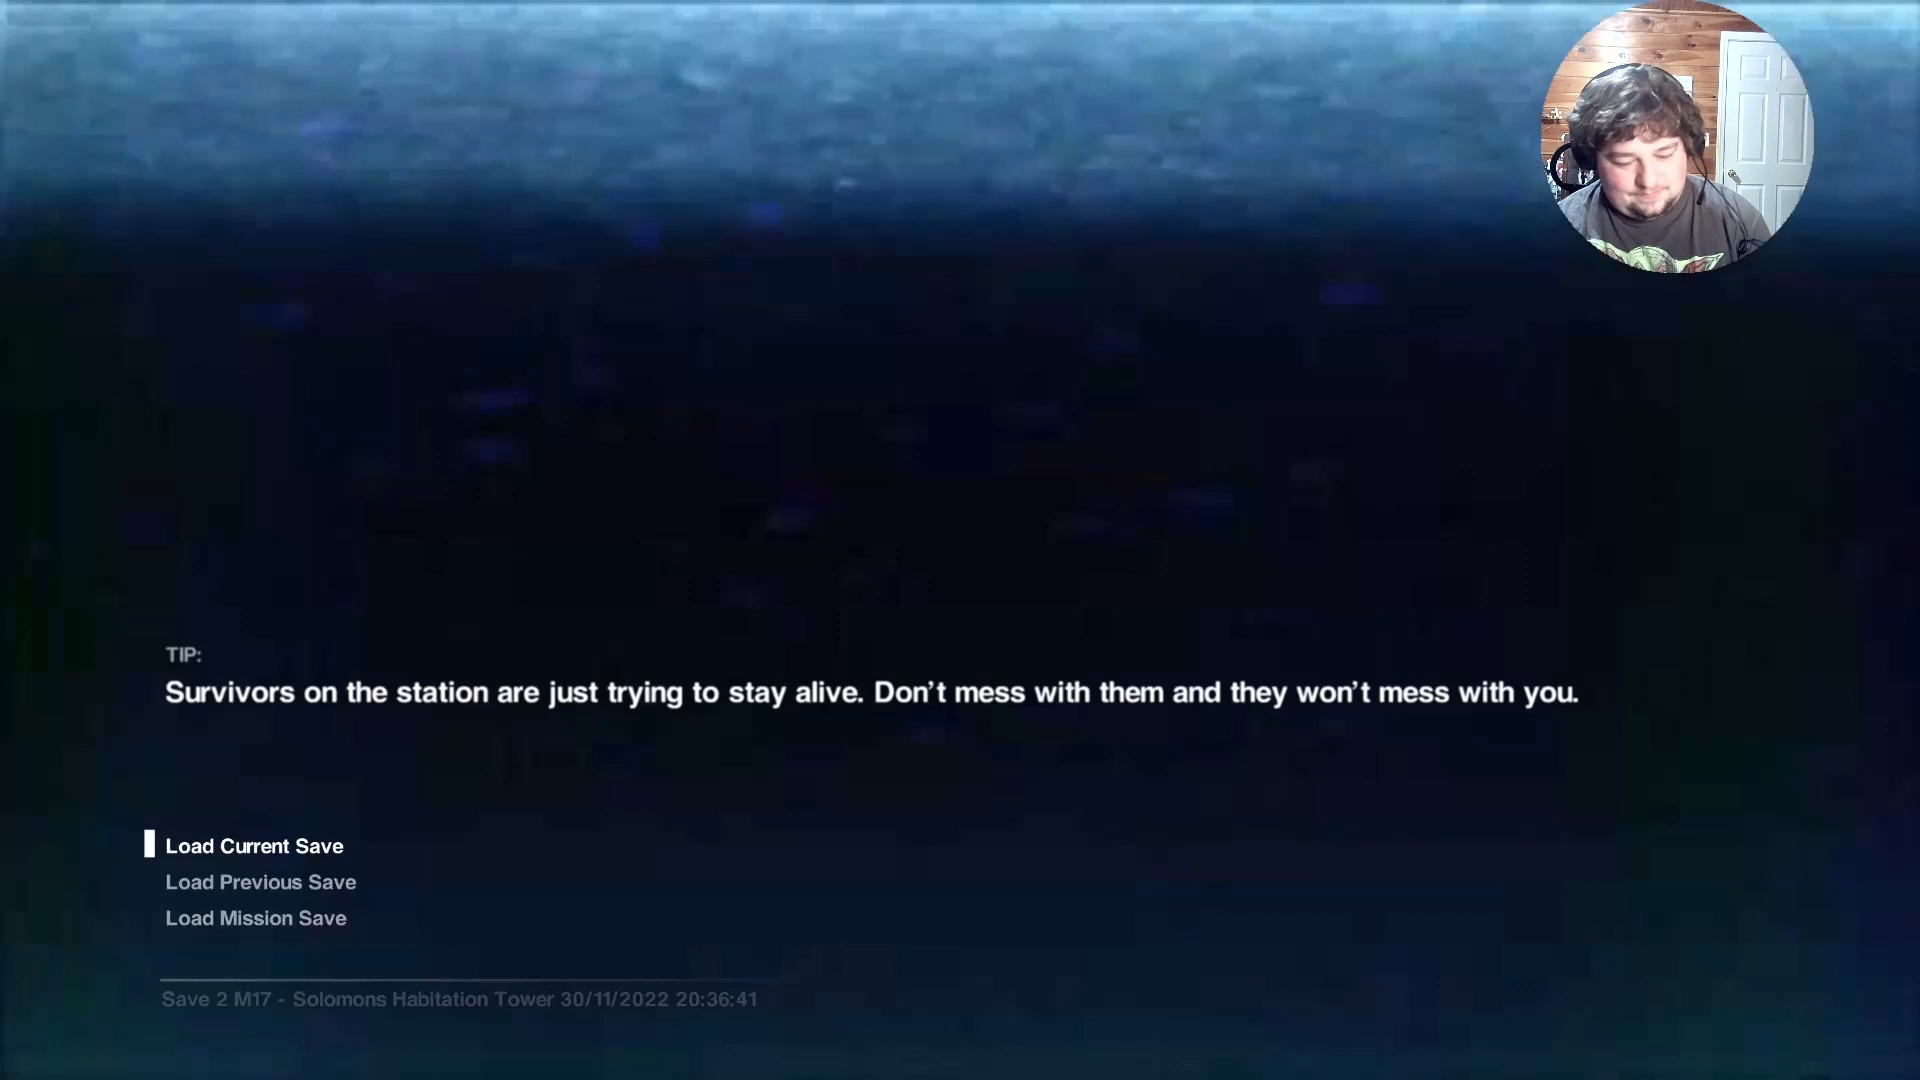 TIP:
Survivors on the station are just trying to stay alive. Don't mess with them and they won't mess with you.
Load Current Save
Load Previous Save
Load Mission Save
Save 2 M17 - Solomons Habitation Tower 30/11/2022 20:36:41